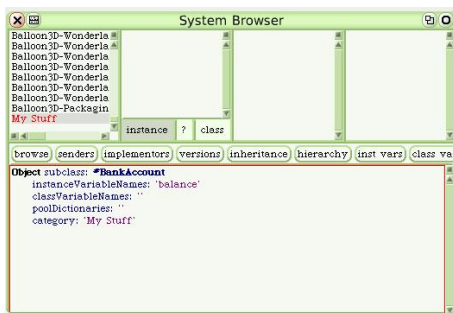 System Browser
Balloon3D-Wonderla
Balloon3D-Wonderla
Balloon3D-Wonderla
Balloon3D-Wonderla
Balloon3D-Wonderla
Balloon3D-Wonderla
Balloon3D-Wonderla
Balloon3D-Packagin
My Stuff
instance ? class
browse senders implementors versions inheritance hierarchy inst vars class va
Object subclass: #BankAccount
instanceVariableNames: 'balance'
classVariableNames: ''
poolDictionaries: ''
category: 'My Stuff'